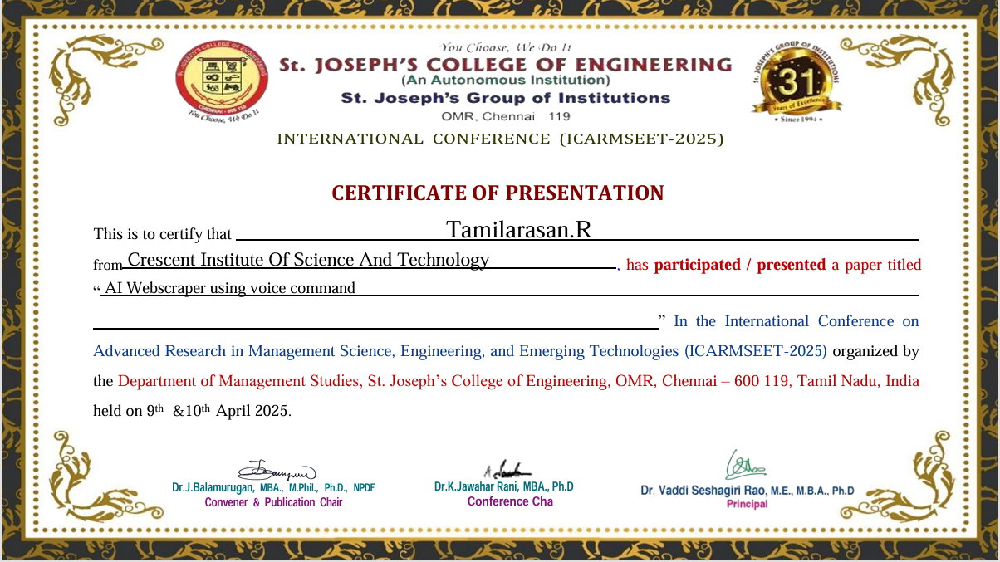 You Choose, We Do It
St. JOSEPH'S COLLEGE OF ENGINEERING
(An Autonomous Institution)
St. Joseph's Group of Institutions
OMR, Chennai 119
INTERNATIONAL CONFERENCE (ICARMSEET-2025)
St. JOSEPH'S COLLEGE OF ENGINEERING
CHENNAI - 600 119
You Choose, We Do It
St. JOSEPH'S GROUP OF INSTITUTIONS
31
Years of Excellence
• Since 1994 •
CERTIFICATE OF PRESENTATION
This is to certify that Tamilarasan.R
from Crescent Institute Of Science And Technology, has participated / presented a paper titled
“ AI Webscraper using voice command
” In the International Conference on
Advanced Research in Management Science, Engineering, and Emerging Technologies (ICARMSEET-2025) organized by
the Department of Management Studies, St. Joseph’s College of Engineering, OMR, Chennai – 600 119, Tamil Nadu, India
held on 9th &10th April 2025.
Dr.J.Balamurugan, MBA., M.Phil., Ph.D., NPDF
Convener & Publication Chair
Dr.K.Jawahar Rani, MBA., Ph.D
Conference Cha
Dr. Vaddi Seshagiri Rao, M.E., M.B.A., Ph.D
Principal